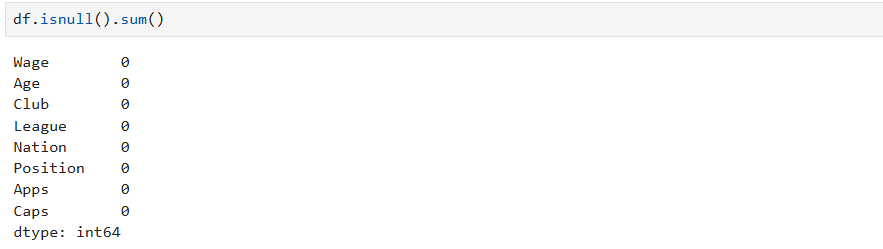 df.isnull().sum()
Wage 0
Age 0
Club 0
League 0
Nation 0
Position 0
Apps 0
Caps 0
dtype: int64